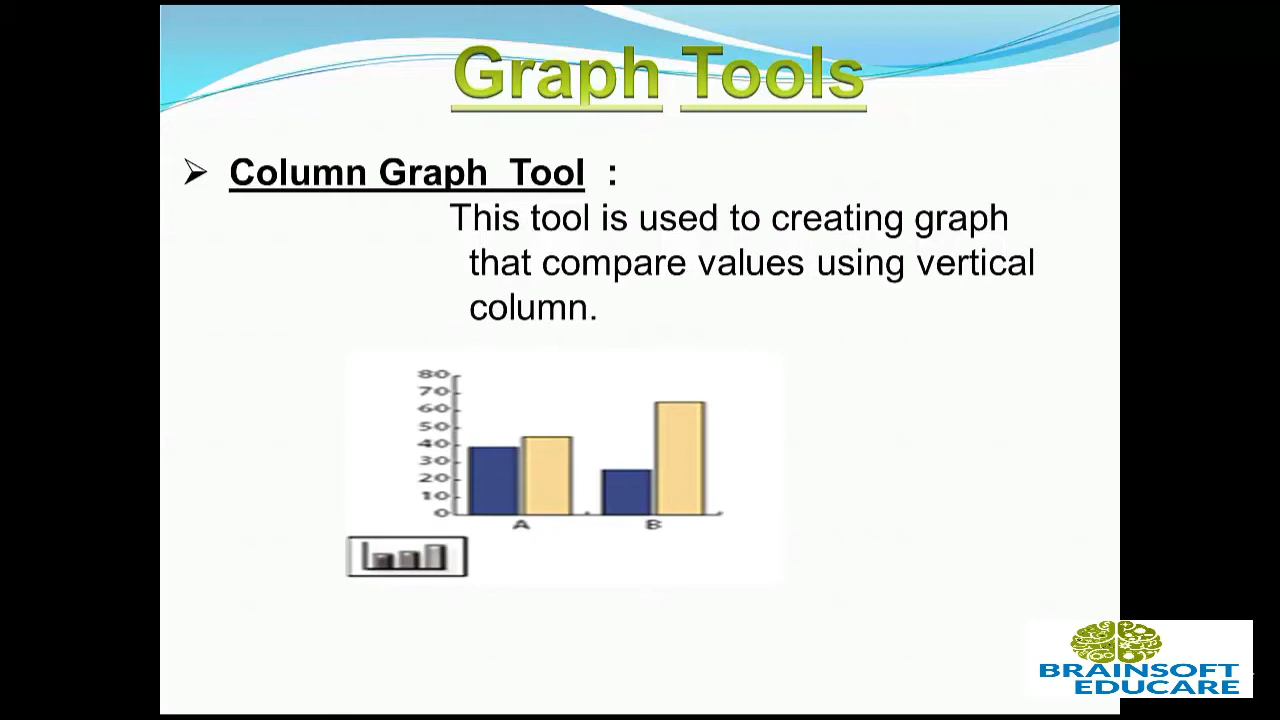 Graph Tools
➢ Column Graph Tool :
This tool is used to creating graph
that compare values using vertical
column.
80
70
60
50
40
30
20
10
0
A B
BRAINSOFT
EDUCARE